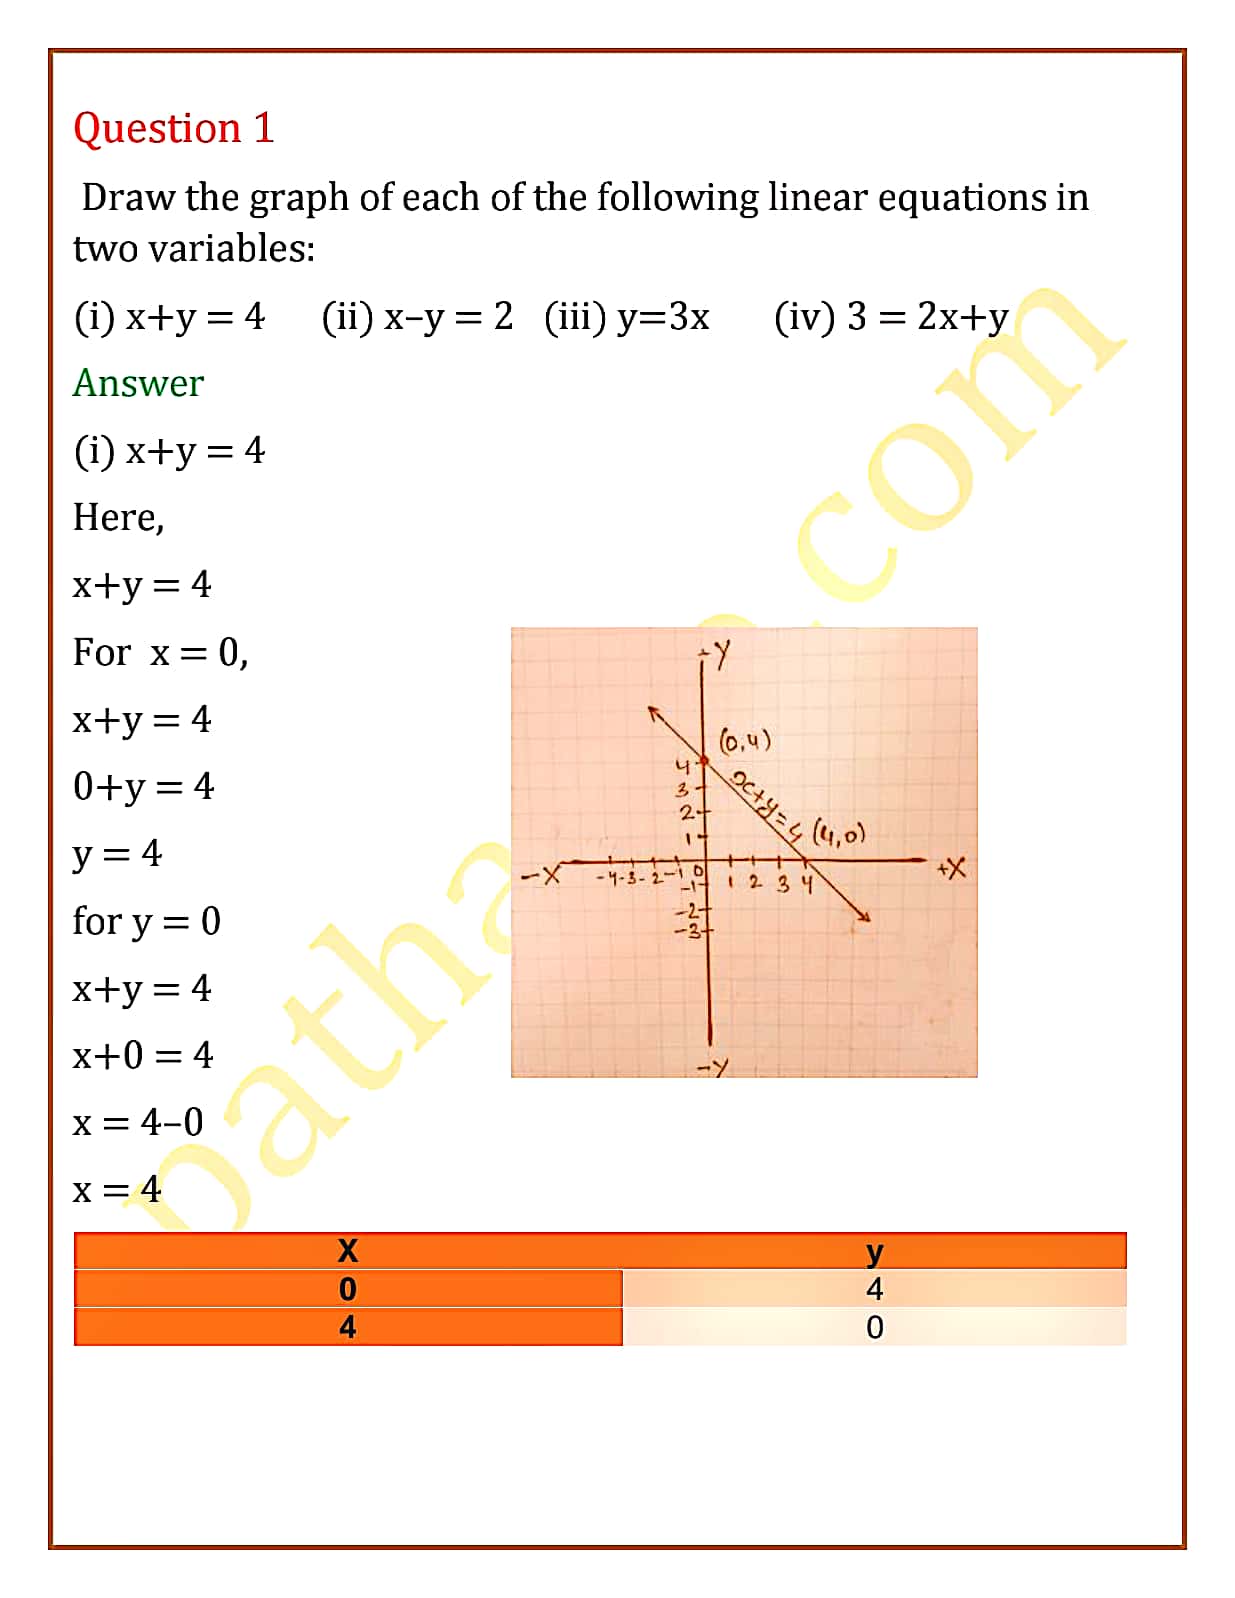 Question 1
Draw the graph of each of the following linear equations in
two variables:
(i) x+y = 4 (ii) x–y = 2 (iii) y=3x (iv) 3 = 2x+y
Answer
(i) x+y = 4
Here,
x+y = 4
For x = 0,
x+y = 4
0+y = 4
y = 4
for y = 0
x+y = 4
x+0 = 4
x = 4–0
x = 4
+Y
(0,4)
4
3
2
1
x+y=4
(4,0)
-X
-4 -3 -2 -1 0 1 2 3 4
+X
-1
-2
-3
-Y
X y
0 4
4 0
.com
patha